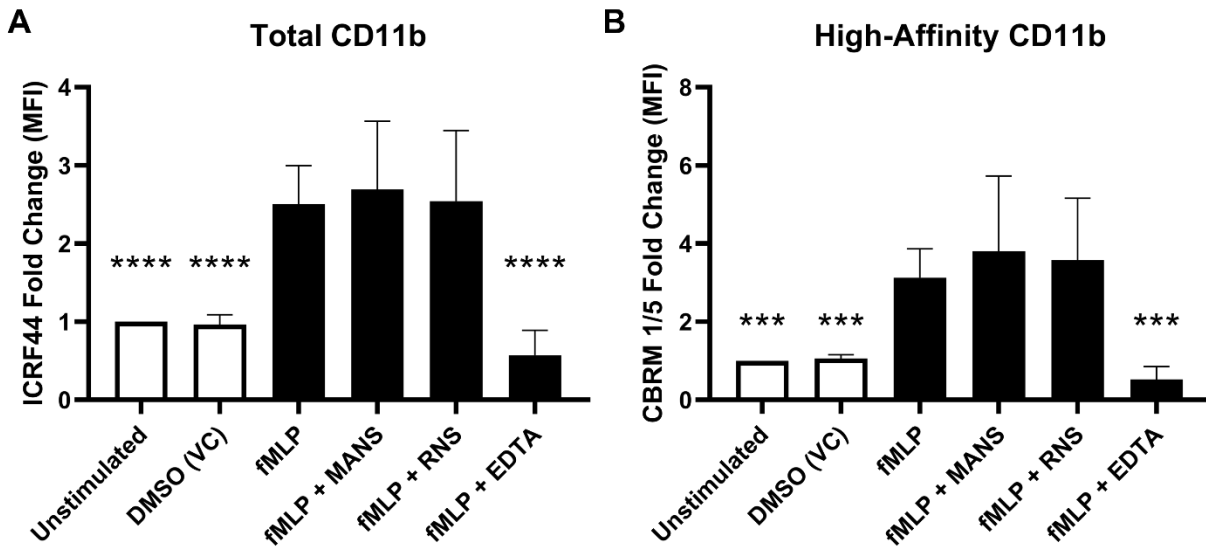 A
Total CD11b
ICRF44 Fold Change (MFI)
4
3
2
1
0
****
****
****
Unstimulated
DMSO (VC)
fMLP
fMLP + MANS
fMLP + RNS
fMLP + EDTA
B
High-Affinity CD11b
CBRM 1/5 Fold Change (MFI)
8
6
4
2
0
***
***
***
Unstimulated
DMSO (VC)
fMLP
fMLP + MANS
fMLP + RNS
fMLP + EDTA